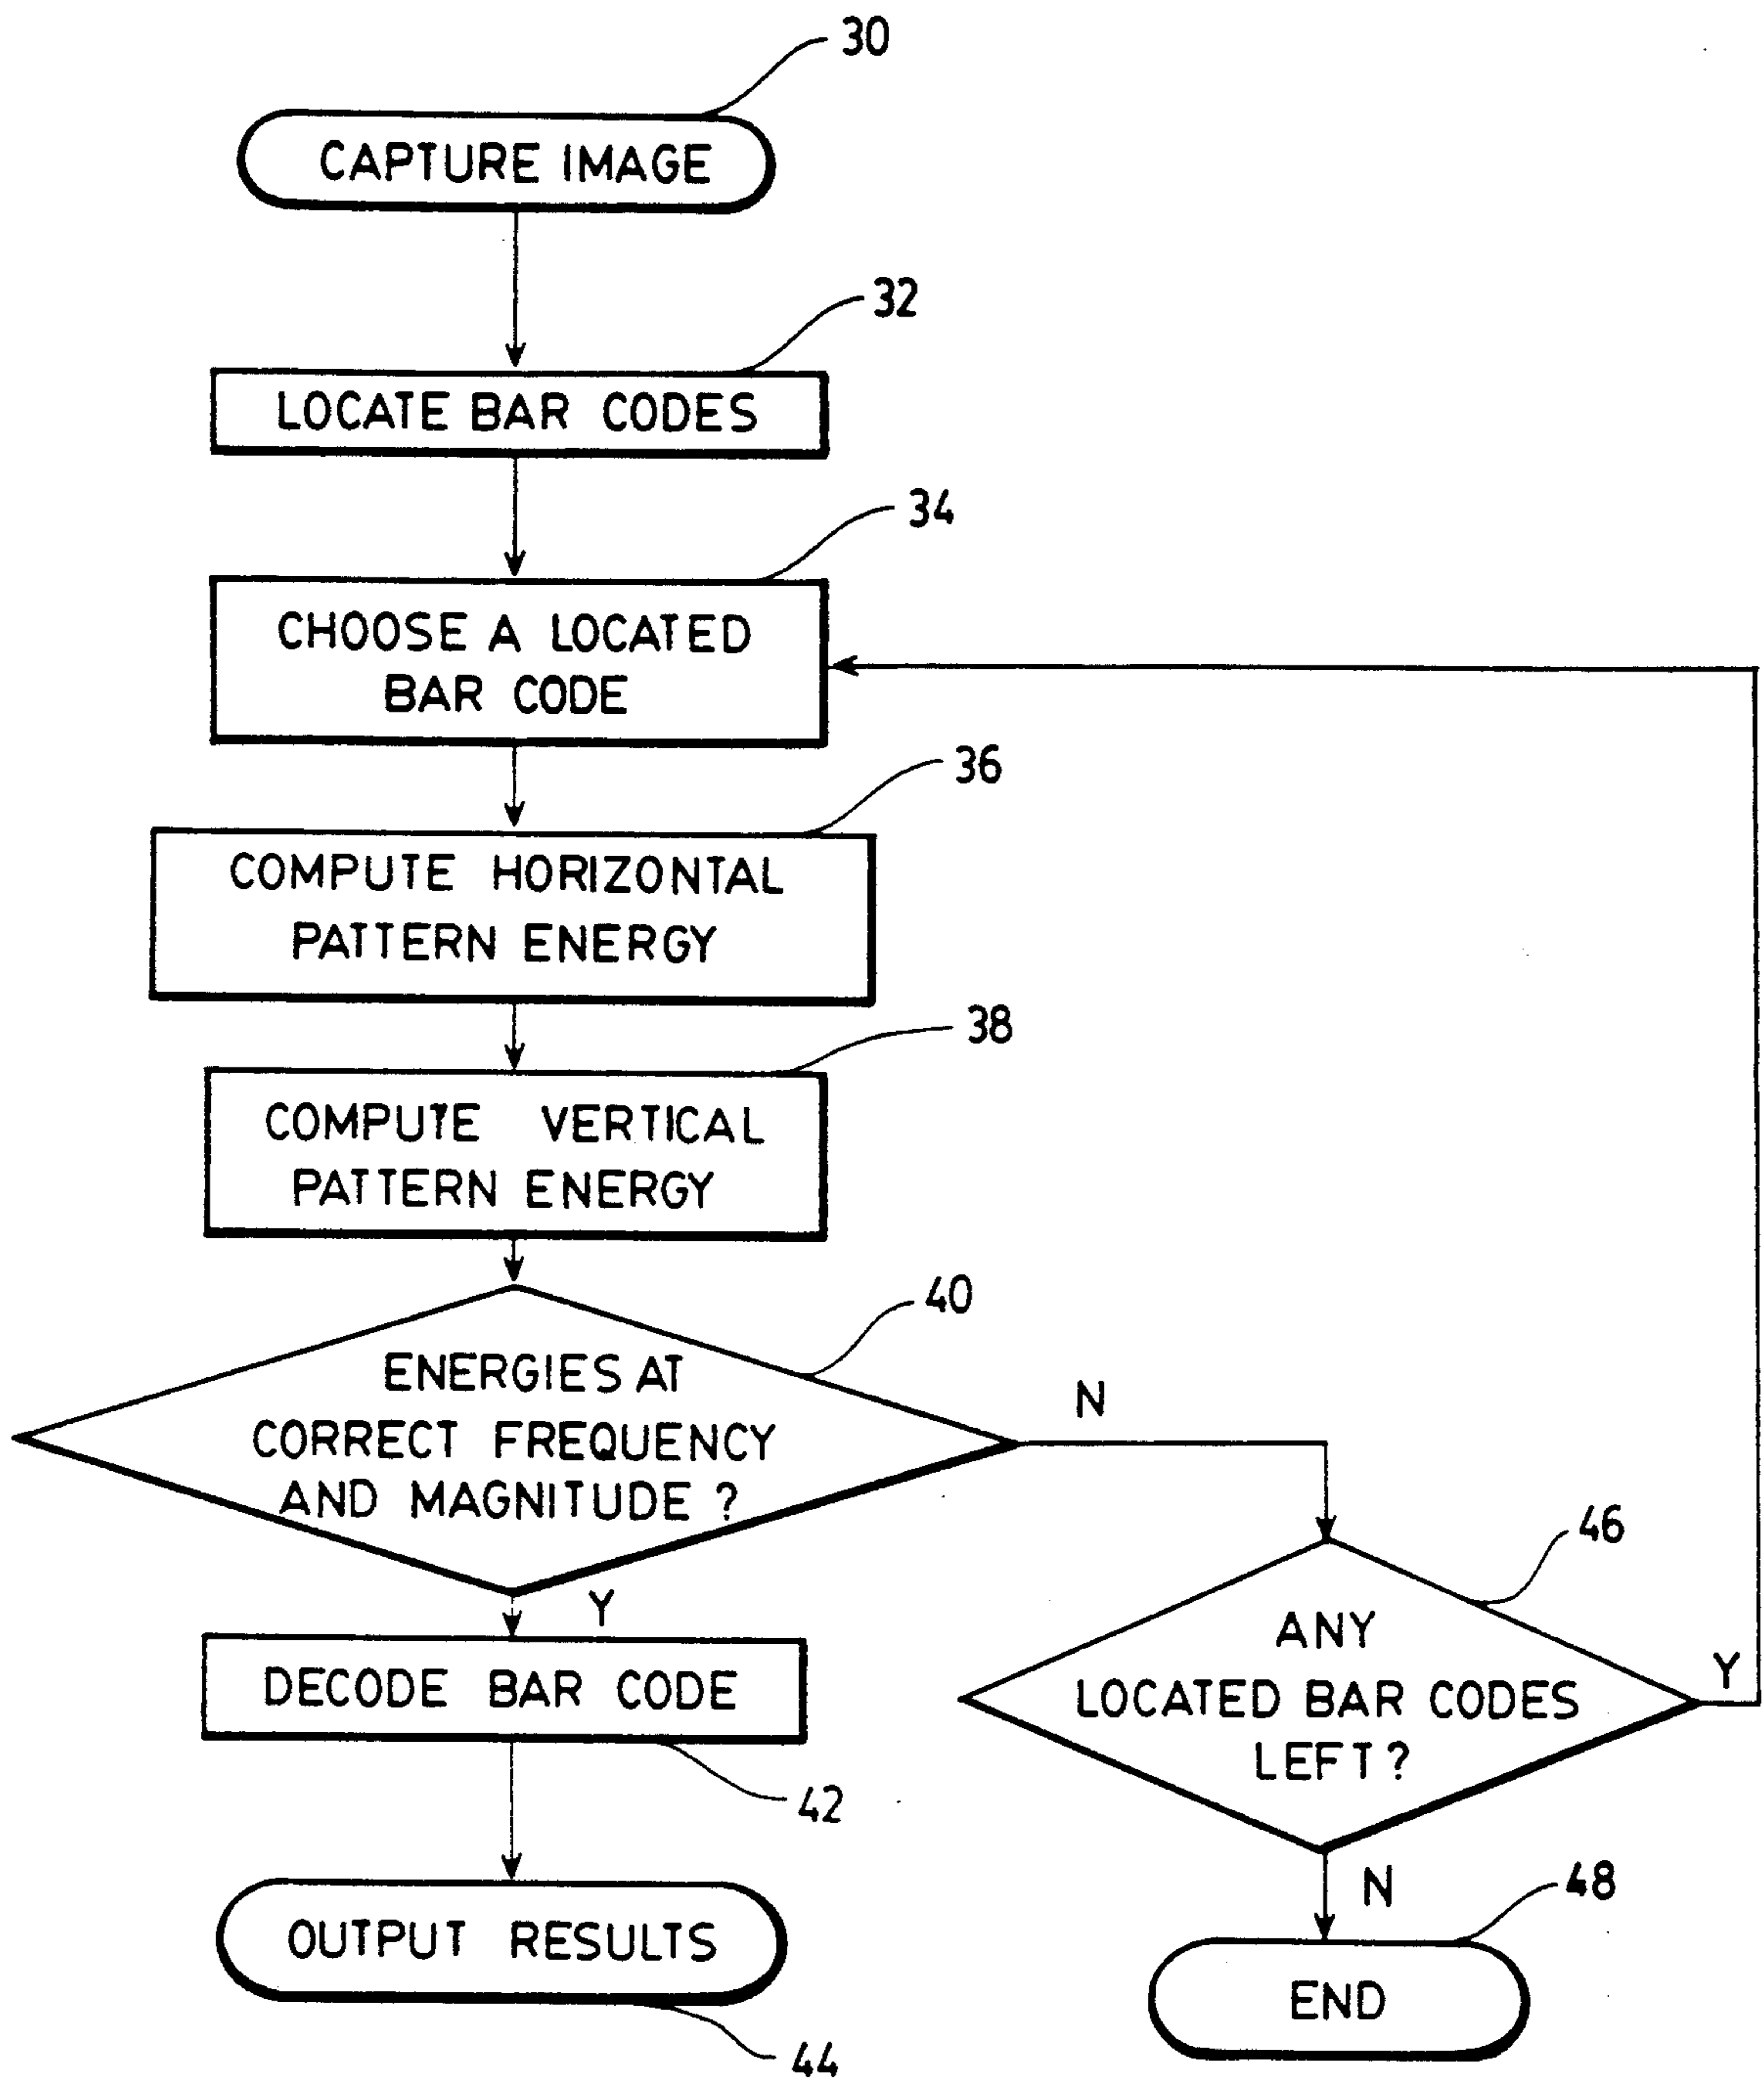 30
CAPTURE IMAGE
32
LOCATE BAR CODES
34
CHOOSE A LOCATED
BAR CODE
36
COMPUTE HORIZONTAL
PATTERN ENERGY
38
COMPUTE VERTICAL
PATTERN ENERGY
40
ENERGIES AT
CORRECT FREQUENCY
AND MAGNITUDE ?
N
Y
46
ANY
LOCATED BAR CODES
LEFT?
Y
DECODE BAR CODE
42
N
48
OUTPUT RESULTS
44
END